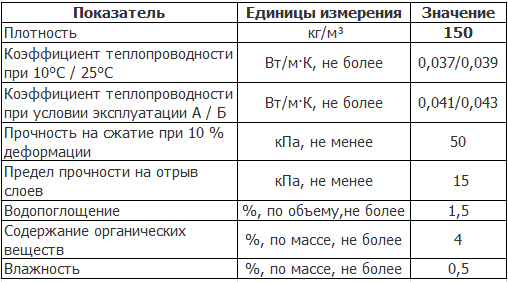 Показатель Единицы измерения Значение
Плотность кг/м³ 150
Коэффициент теплопроводности
при 10°С / 25°С Вт/м·К, не более 0,037/0,039
Коэффициент теплопроводности
при условии эксплуатации А / Б Вт/м·К, не более 0,041/0,043
Прочность на сжатие при 10 %
деформации кПа, не менее 50
Предел прочности на отрыв
слоев кПа, не менее 15
Водопоглощение %, по объему,не более 1,5
Содержание органических
веществ %, по массе, не более 4
Влажность %, по массе, не более 0,5